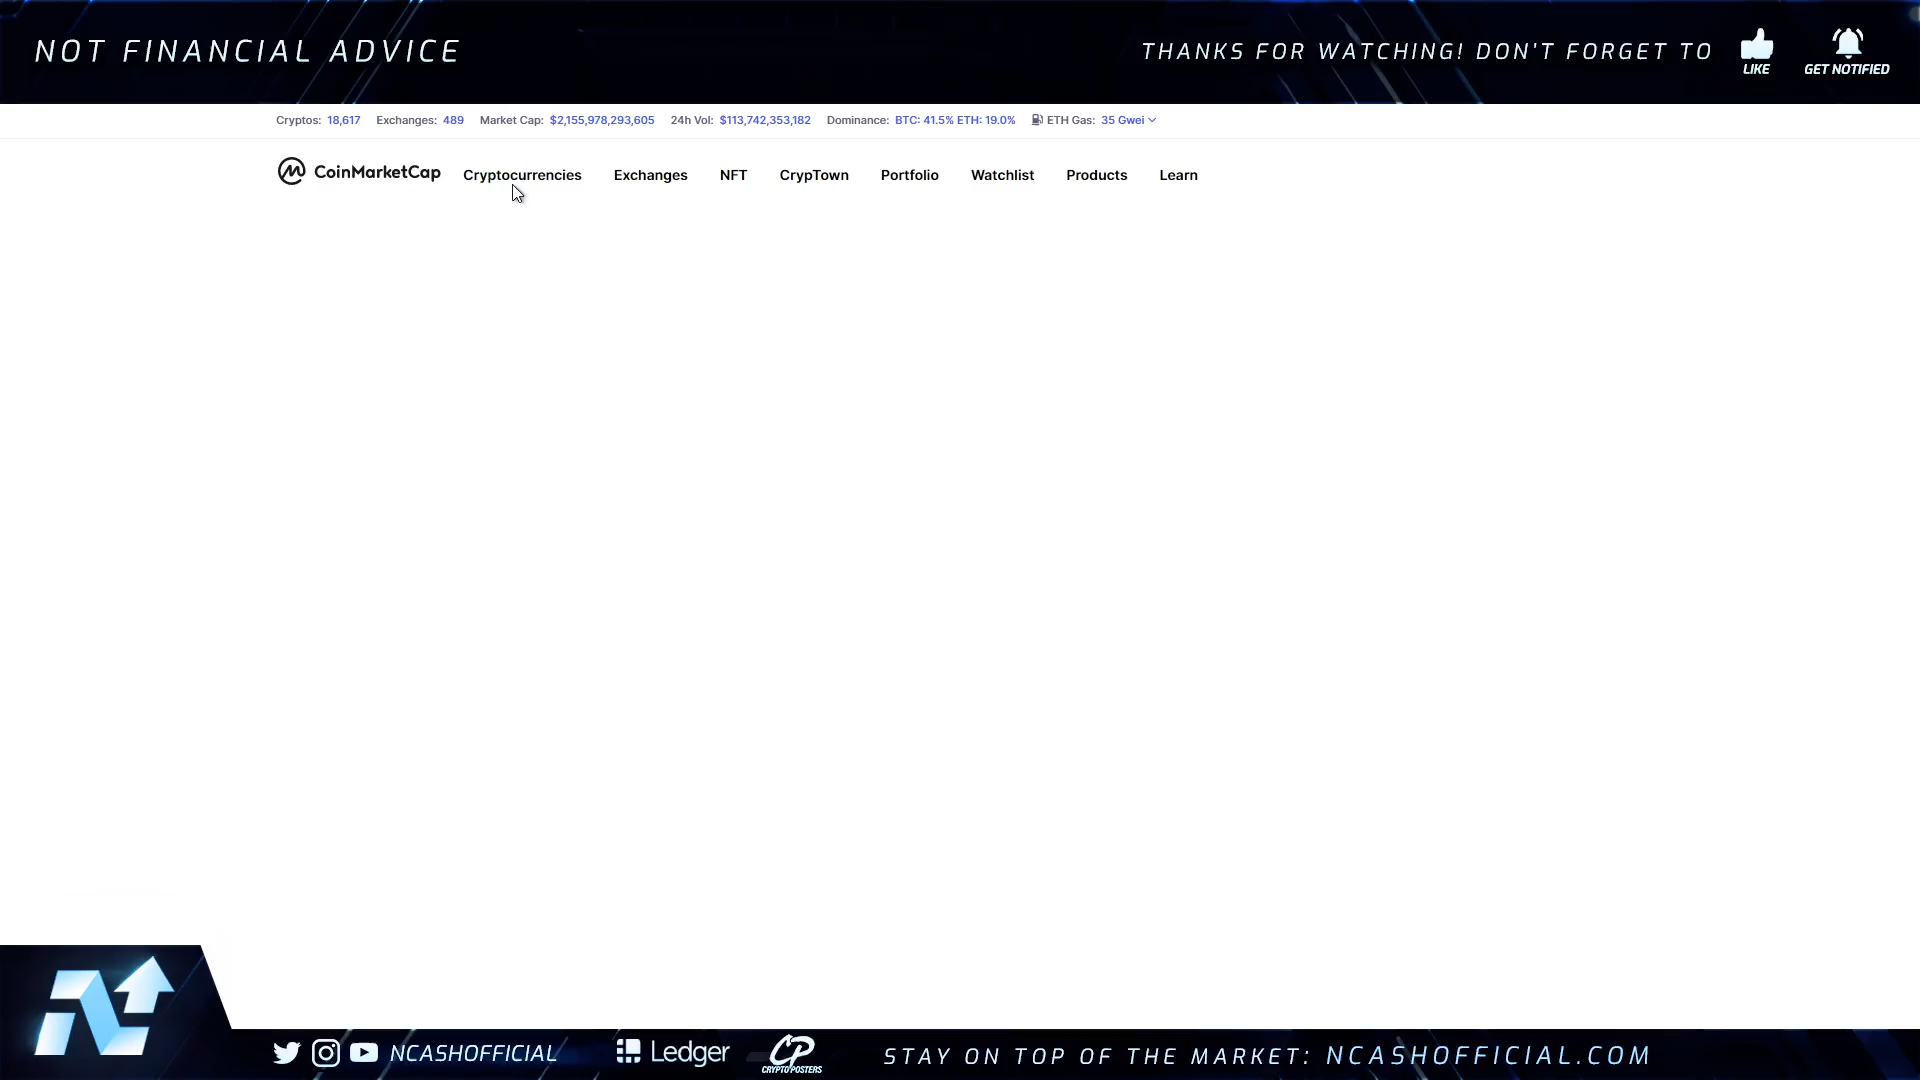 NOT FINANCIAL ADVICE
THANKS FOR WATCHING! DON'T FORGET TO
LIKE
GET NOTIFIED
Cryptos: 18,617 Exchanges: 489 Market Cap: $2,155,978,293,605 24h Vol: $113,742,353,182 Dominance: BTC: 41.5% ETH: 19.0% ETH Gas: 35 Gwei
CoinMarketCap Cryptocurrencies Exchanges NFT CrypTown Portfolio Watchlist Products Learn
NCASHOFFICIAL
Ledger
CP
CRYPTOPOSTERS
STAY ON TOP OF THE MARKET: NCASHOFFICIAL.COM